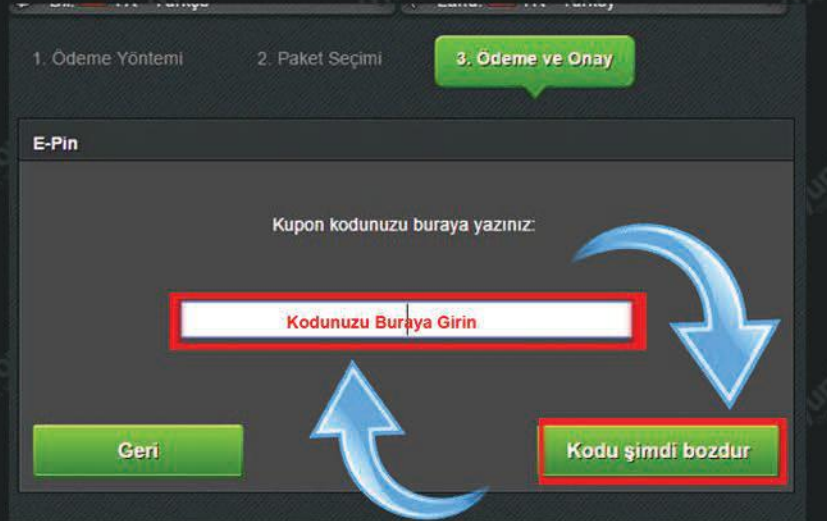 1. Ödeme Yöntemi
2. Paket Seçimi
3. Ödeme ve Onay
E-Pin
Kupon kodunuzu buraya yazınız:
Kodunuzu Buraya Girin
Geri
Kodu şimdi bozdur